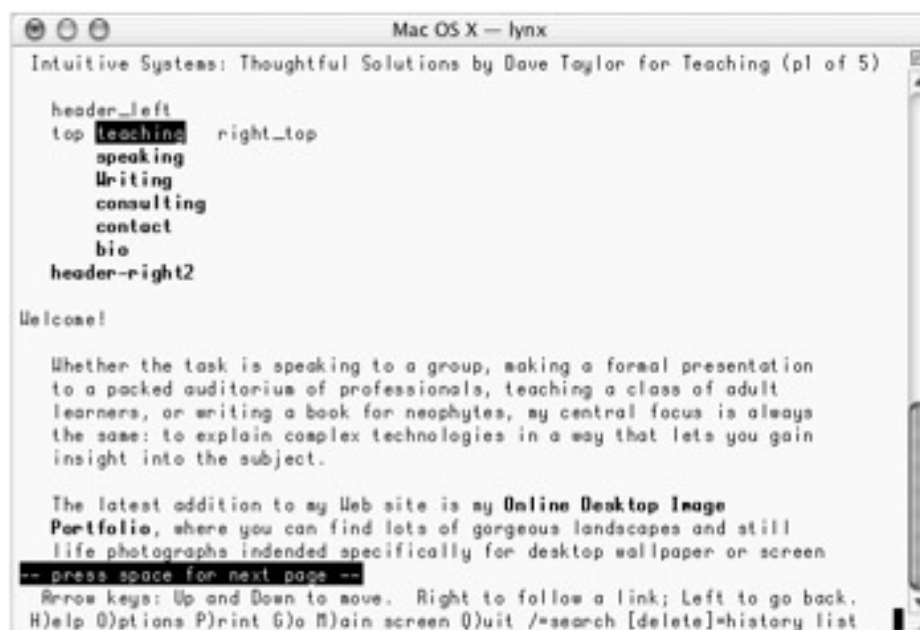 Mac OS X — lynx
Intuitive Systems: Thoughtful Solutions by Dave Taylor for Teaching (p1 of 5)
header_left
top teaching right_top
speaking
Writing
consulting
contact
bio
header-right2
Welcome!
Whether the task is speaking to a group, making a formal presentation
to a packed auditorium of professionals, teaching a class of adult
learners, or writing a book for neophytes, my central focus is always
the same: to explain complex technologies in a way that lets you gain
insight into the subject.
The latest addition to my Web site is my Online Desktop Image
Portfolio, where you can find lots of gorgeous landscapes and still
life photographs indended specifically for desktop wallpaper or screen
-- press space for next page --
Arrow keys: Up and Down to move. Right to follow a link; Left to go back.
H)elp O)ptions P)rint G)o M)ain screen Q)uit /=search [delete]=history list